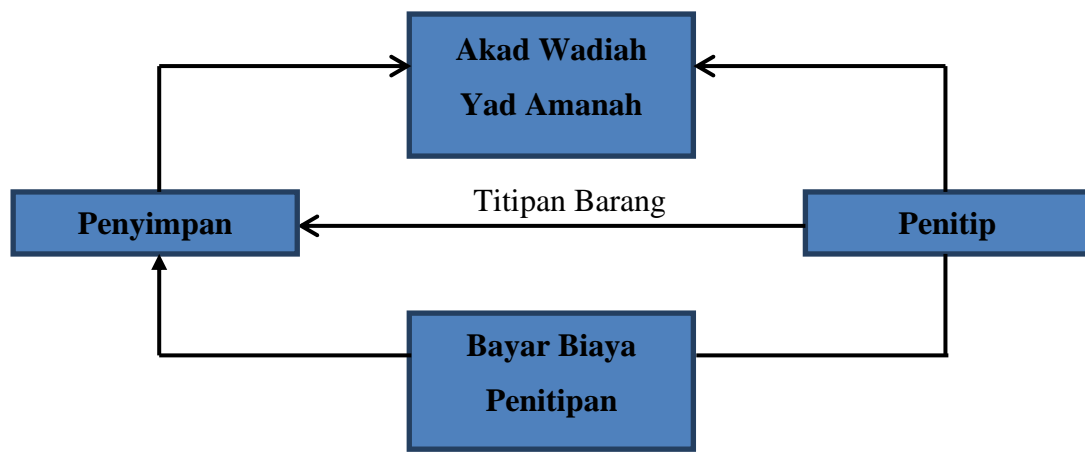 Akad Wadiah
Yad Amanah
Titipan Barang
Penyimpan
Penitip
Bayar Biaya
Penitipan